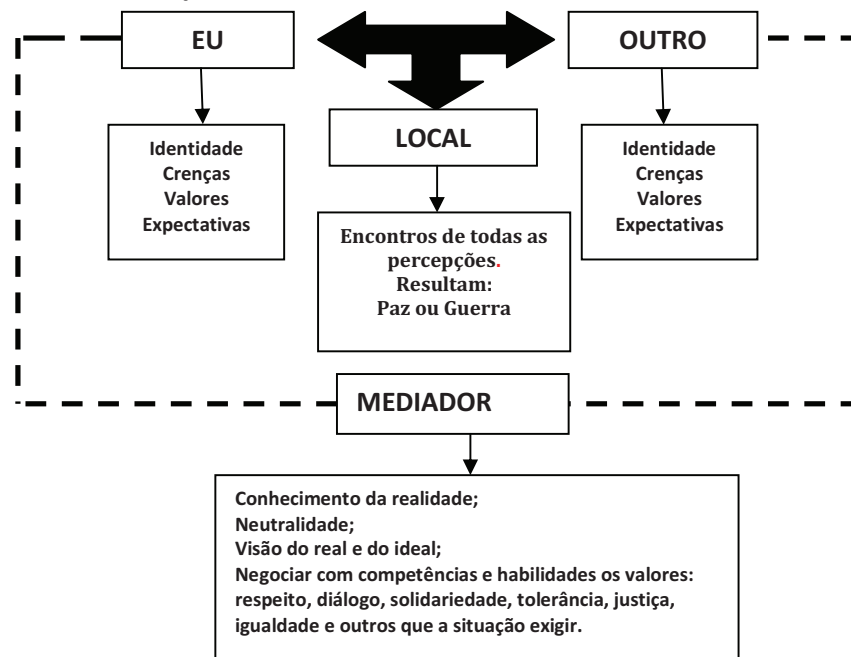 EU
OUTRO
LOCAL
Identidade
Crenças
Valores
Expectativas
Identidade
Crenças
Valores
Expectativas
Encontros de todas as
percepções.
Resultam:
Paz ou Guerra
MEDIADOR
Conhecimento da realidade;
Neutralidade;
Visão do real e do ideal;
Negociar com competências e habilidades os valores:
respeito, diálogo, solidariedade, tolerância, justiça,
igualdade e outros que a situação exigir.